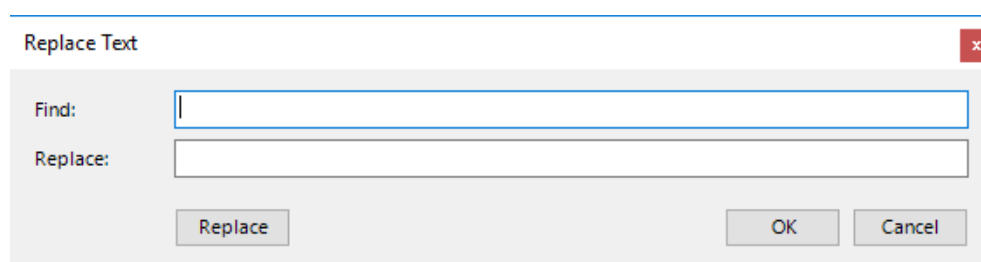 Replace Text x
Find:
Replace:
Replace OK Cancel